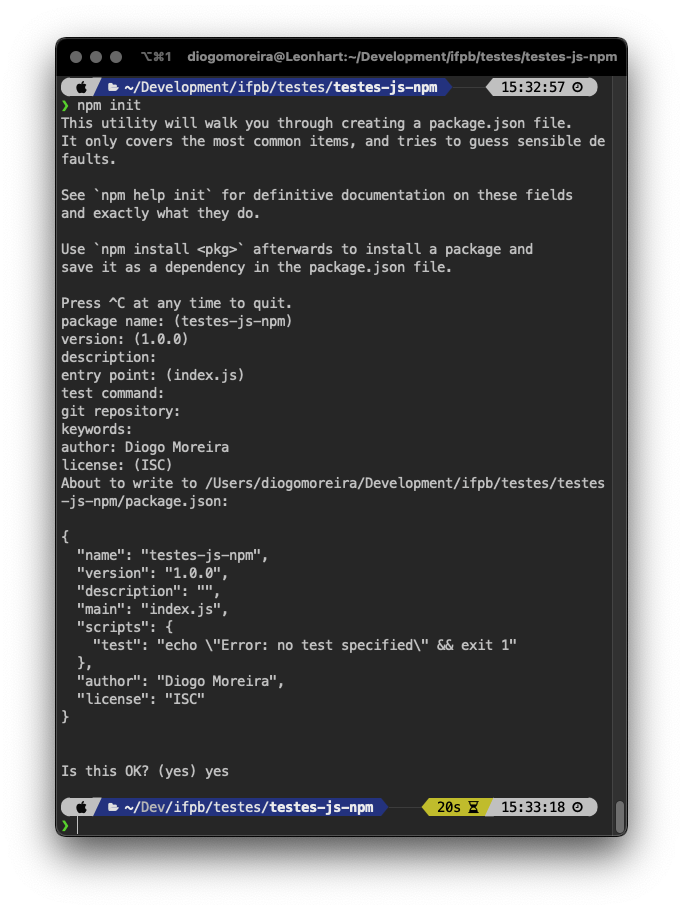 ⌥⌘1 diogomoreira@Leonhart:~/Development/ifpb/testes/testes-js-npm
~/Development/ifpb/testes/testes-js-npm 15:32:57
❯ npm init
This utility will walk you through creating a package.json file.
It only covers the most common items, and tries to guess sensible de
faults.
See `npm help init` for definitive documentation on these fields
and exactly what they do.
Use `npm install <pkg>` afterwards to install a package and
save it as a dependency in the package.json file.
Press ^C at any time to quit.
package name: (testes-js-npm)
version: (1.0.0)
description:
entry point: (index.js)
test command:
git repository:
keywords:
author: Diogo Moreira
license: (ISC)
About to write to /Users/diogomoreira/Development/ifpb/testes/testes
-js-npm/package.json:
{
  "name": "testes-js-npm",
  "version": "1.0.0",
  "description": "",
  "main": "index.js",
  "scripts": {
    "test": "echo \"Error: no test specified\" && exit 1"
  },
  "author": "Diogo Moreira",
  "license": "ISC"
}
Is this OK? (yes) yes
~/Dev/ifpb/testes/testes-js-npm 20s 15:33:18
❯